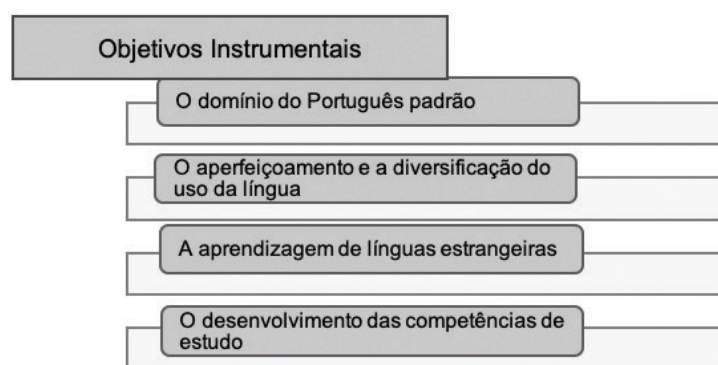 Objetivos Instrumentais
O domínio do Português padrão
O aperfeiçoamento e a diversificação do
uso da língua
A aprendizagem de línguas estrangeiras
O desenvolvimento das competências de
estudo